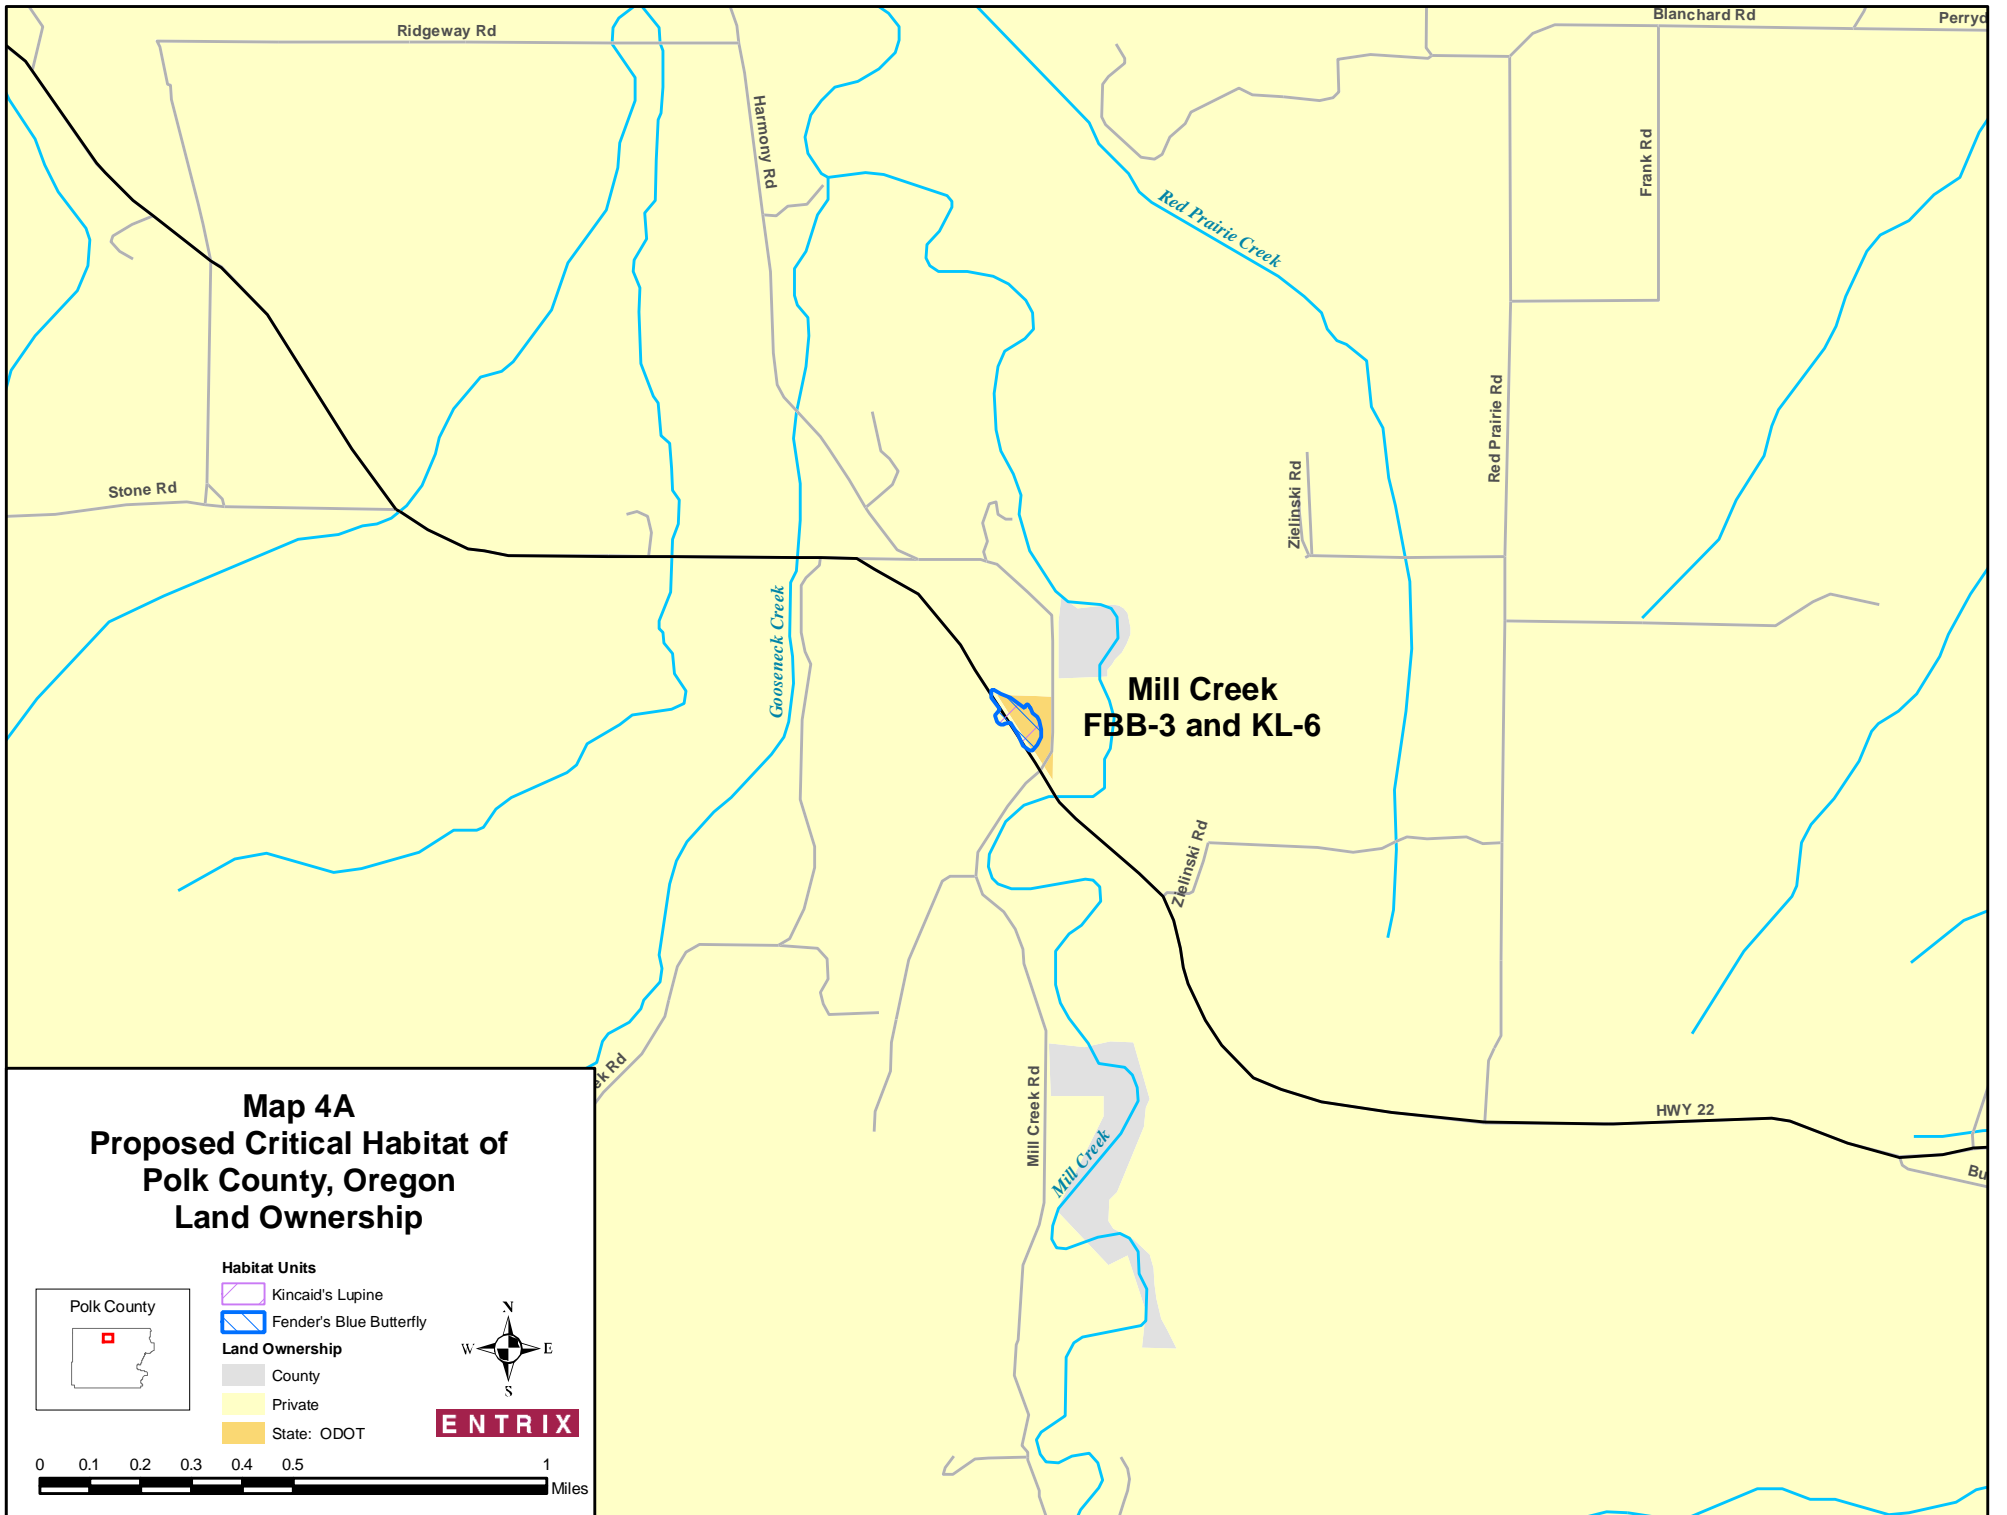 Blanchard Rd
Perryd
Ridgeway Rd
Harmony Rd
Frank Rd
Red Prairie Creek
Red Prairie Rd
Zielinski Rd
Stone Rd
Gooseneck Creek
Mill Creek
FBB-3 and KL-6
Zielinski Rd
ek Rd
Mill Creek Rd
Mill Creek
HWY 22
Bu
Map 4A
Proposed Critical Habitat of
Polk County, Oregon
Land Ownership
Polk County
Habitat Units
Kincaid's Lupine
Fender's Blue Butterfly
Land Ownership
County
Private
State: ODOT
N
W E
S
ENTRIX
0 0.1 0.2 0.3 0.4 0.5 1
Miles